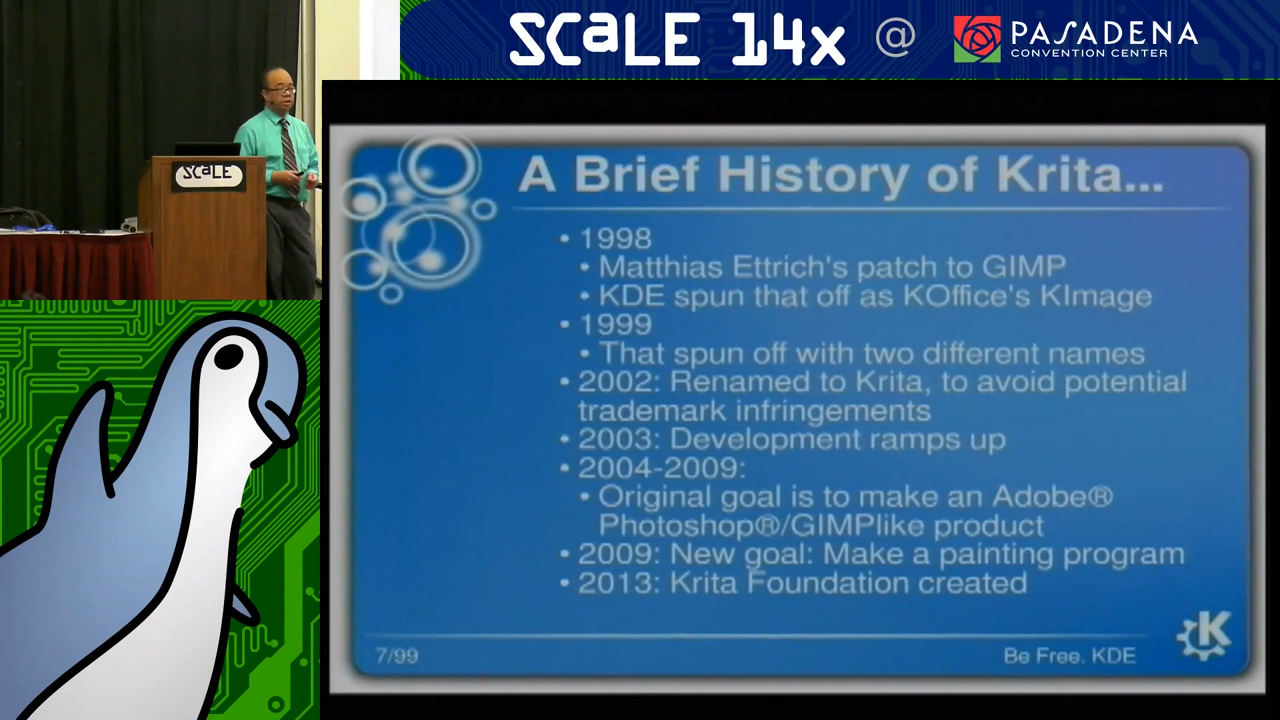 SCaLE 14x @ PASADENA
CONVENTION CENTER
SCaLE
A Brief History of Krita...
• 1998
• Matthias Ettrich's patch to GIMP
• KDE spun that off as KOffice's KImage
• 1999
• That spun off with two different names
• 2002: Renamed to Krita, to avoid potential
trademark infringements
• 2003: Development ramps up
• 2004-2009:
• Original goal is to make an Adobe®
Photoshop®/GIMPlike product
• 2009: New goal: Make a painting program
• 2013: Krita Foundation created
7/99
Be Free. KDE
K